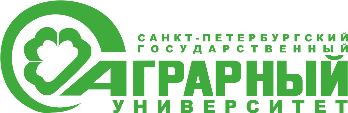 САНКТ-ПЕТЕРБУРГСКИЙ
ГОСУДАРСТВЕННЫЙ
АГРАРНЫЙ
УНИВЕРСИТЕТ